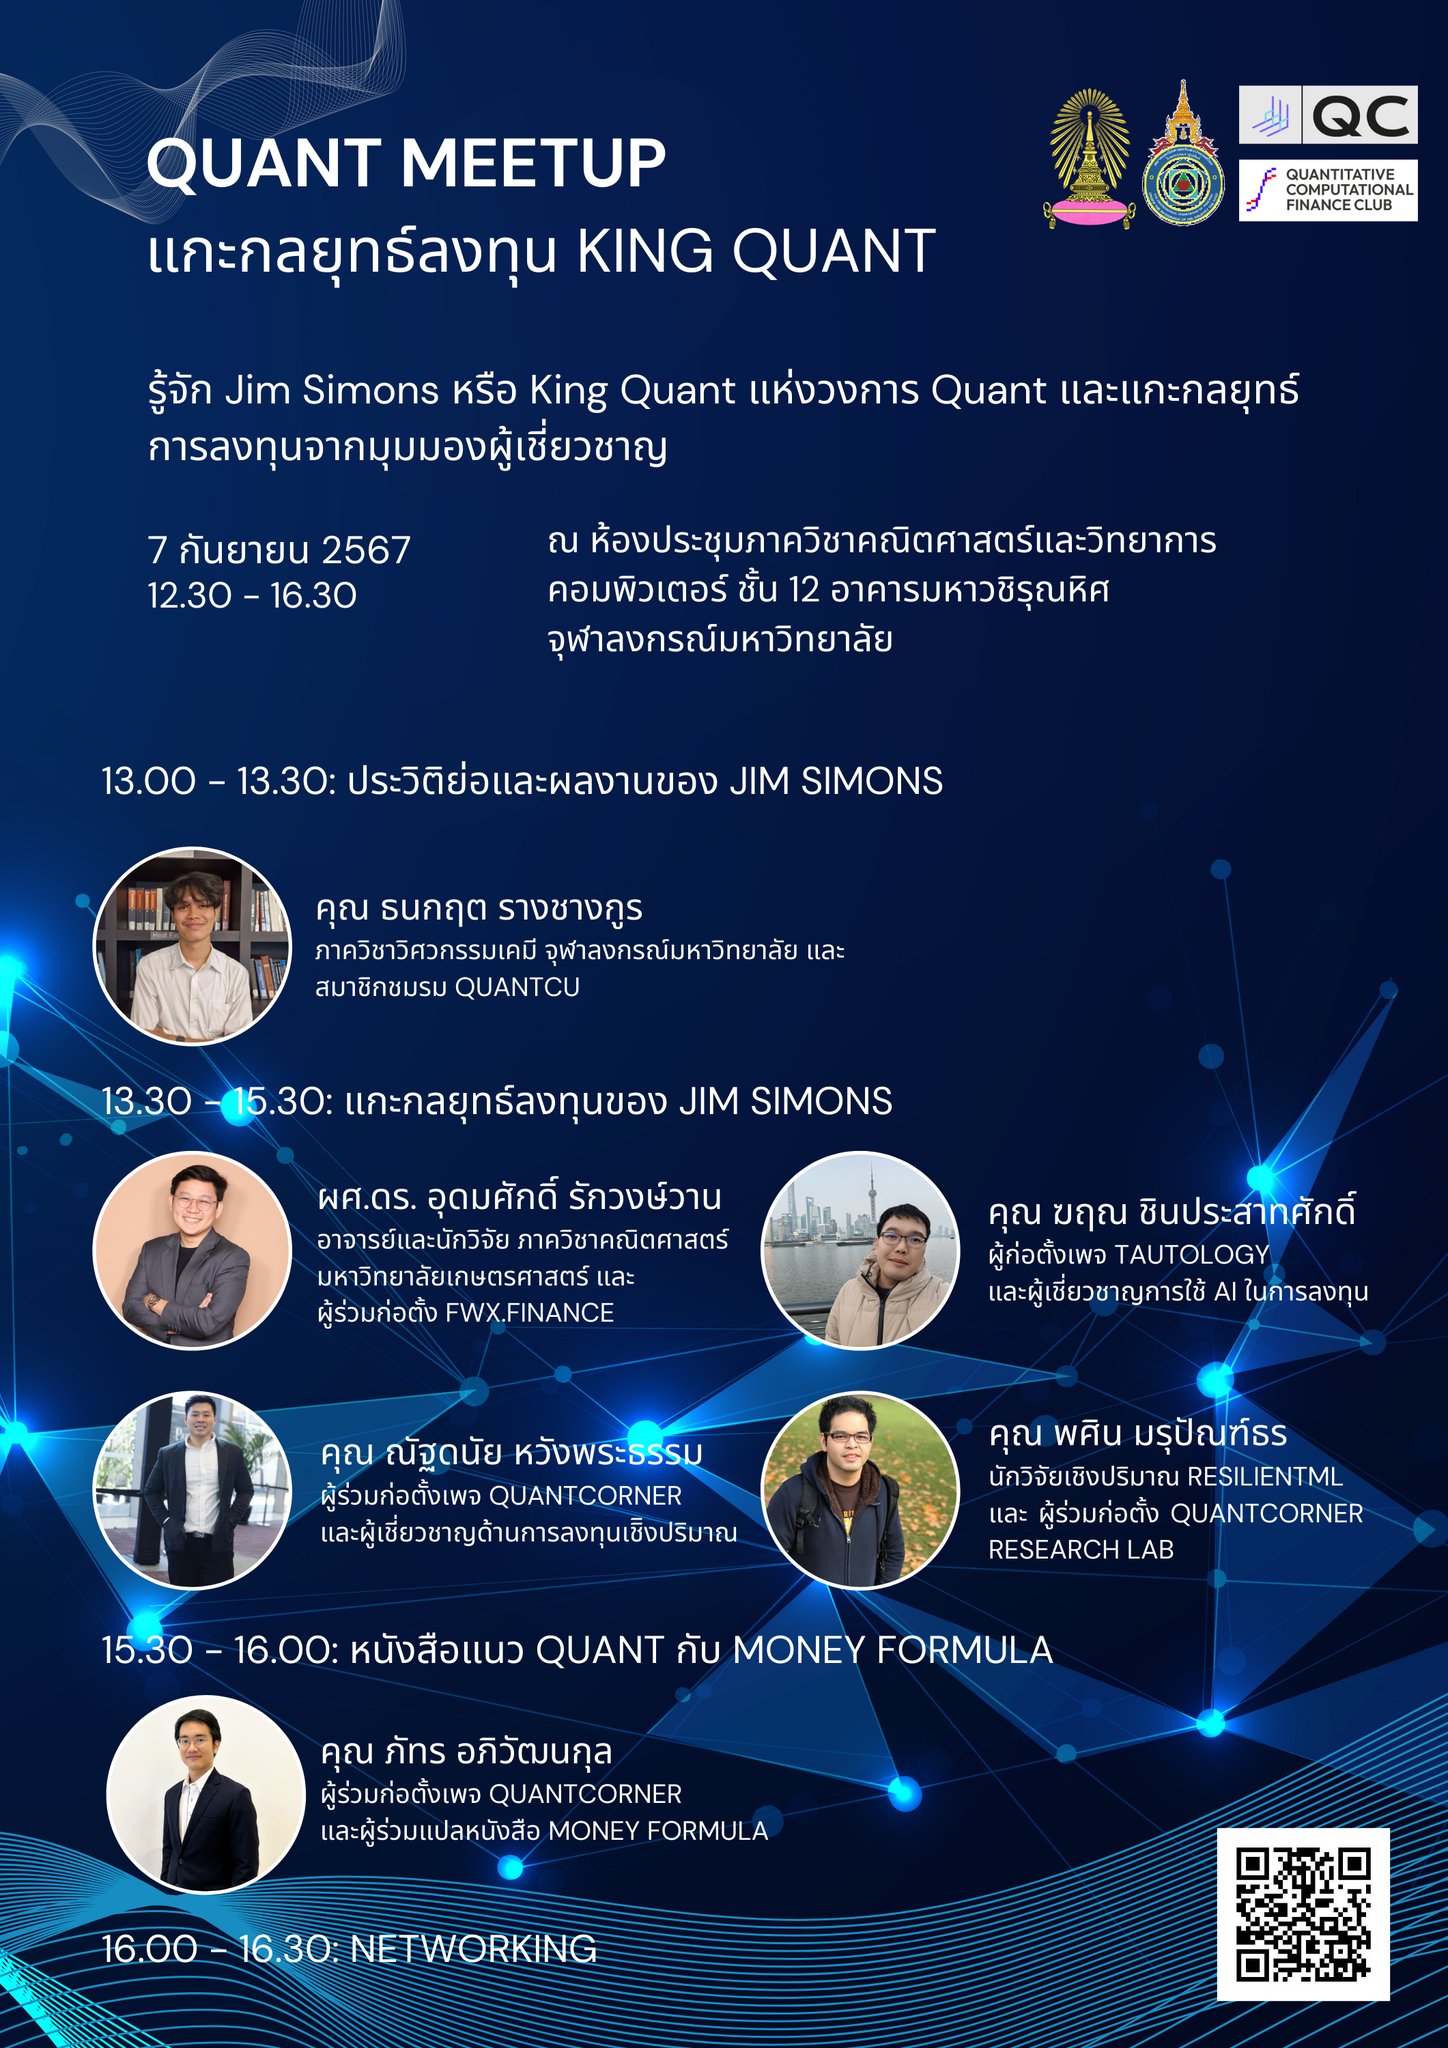 QUANT MEETUP
แกะกลยุทธ์ลงทุน KING QUANT
QC
QUANTITATIVE
COMPUTATIONAL
FINANCE CLUB
รู้จัก Jim Simons หรือ King Quant แห่งวงการ Quant และแกะกลยุทธ์
การลงทุนจากมุมมองผู้เชี่ยวชาญ
7 กันยายน 2567
12.30 - 16.30
ณ ห้องประชุมภาควิชาคณิตศาสตร์และวิทยาการ
คอมพิวเตอร์ ชั้น 12 อาคารมหาวชิรุณหิศ
จุฬาลงกรณ์มหาวิทยาลัย
13.00 - 13.30: ประวิติย่อและผลงานของ JIM SIMONS
คุณ ธนกฤต รางชางกูร
ภาควิชาวิศวกรรมเคมี จุฬาลงกรณ์มหาวิทยาลัย และ
สมาชิกชมรม QUANTCU
13.30 - 15.30: แกะกลยุทธ์ลงทุนของ JIM SIMONS
ผศ.ดร. อุดมศักดิ์ รักวงษ์วาน
อาจารย์และนักวิจัย ภาควิชาคณิตศาสตร์
มหาวิทยาลัยเกษตรศาสตร์ และ
ผู้ร่วมก่อตั้ง FWX.FINANCE
คุณ ฆฤณ ชินประสาทศักดิ์
ผู้ก่อตั้งเพจ TAUTOLOGY
และผู้เชี่ยวชาญการใช้ AI ในการลงทุน
คุณ ณัฐดนัย หวังพระธรรม
ผู้ร่วมก่อตั้งเพจ QUANTCORNER
และผู้เชี่ยวชาญด้านการลงทุนเชิงปริมาณ
คุณ พศิน มรุปัณฑ์ธร
นักวิจัยเชิงปริมาณ RESILIENTML
และ ผู้ร่วมก่อตั้ง QUANTCORNER
RESEARCH LAB
15.30 - 16.00: หนังสือแนว QUANT กับ MONEY FORMULA
คุณ ภัทร อภิวัฒนกุล
ผู้ร่วมก่อตั้งเพจ QUANTCORNER
และผู้ร่วมแปลหนังสือ MONEY FORMULA
16.00 - 16.30: NETWORKING